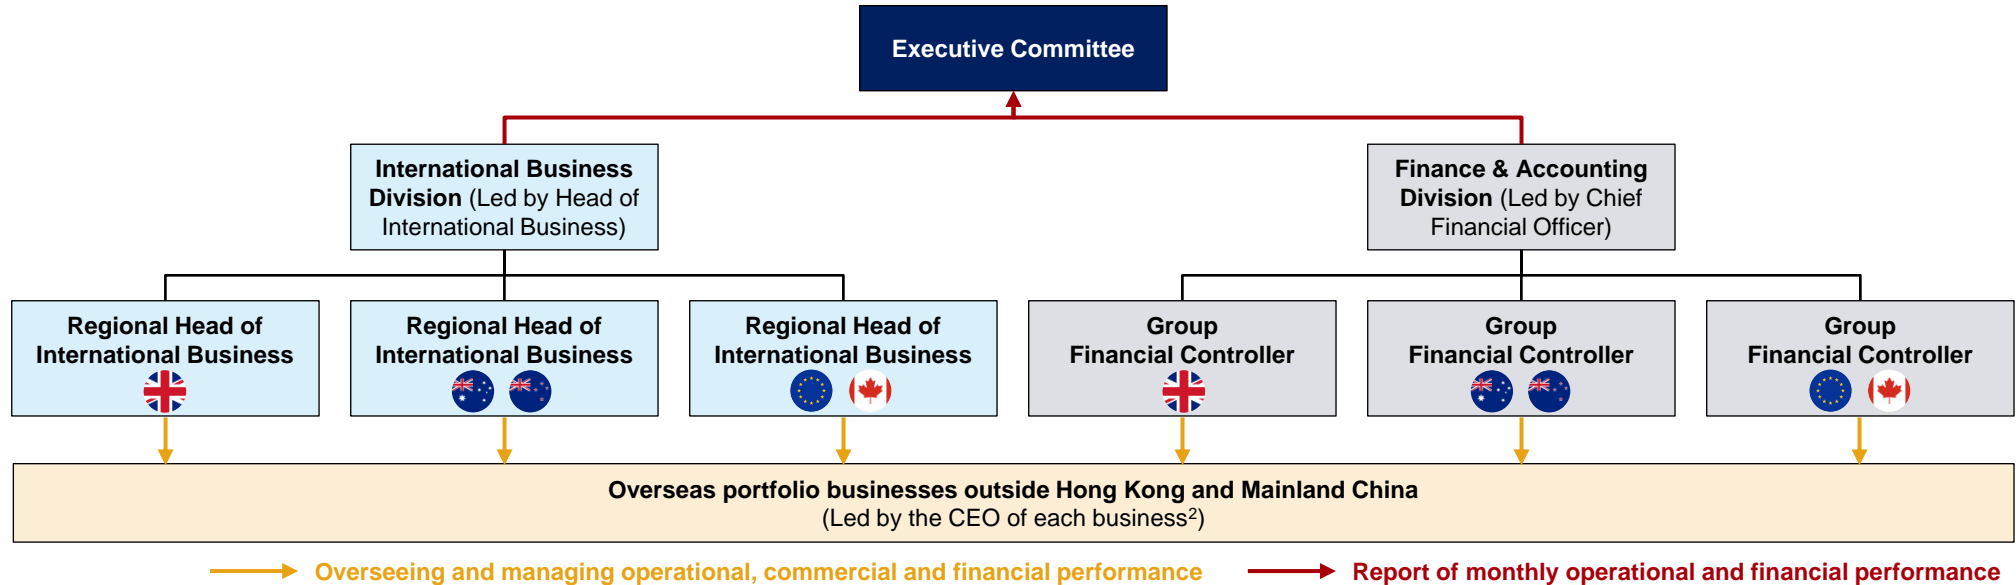 Executive Committee
International Business
Division (Led by Head of
International Business)
Finance & Accounting
Division (Led by Chief
Financial Officer)
Regional Head of
International Business
Regional Head of
International Business
Regional Head of
International Business
Group
Financial Controller
Group
Financial Controller
Group
Financial Controller
Overseas portfolio businesses outside Hong Kong and Mainland China
(Led by the CEO of each business²)
Overseeing and managing operational, commercial and financial performance
Report of monthly operational and financial performance